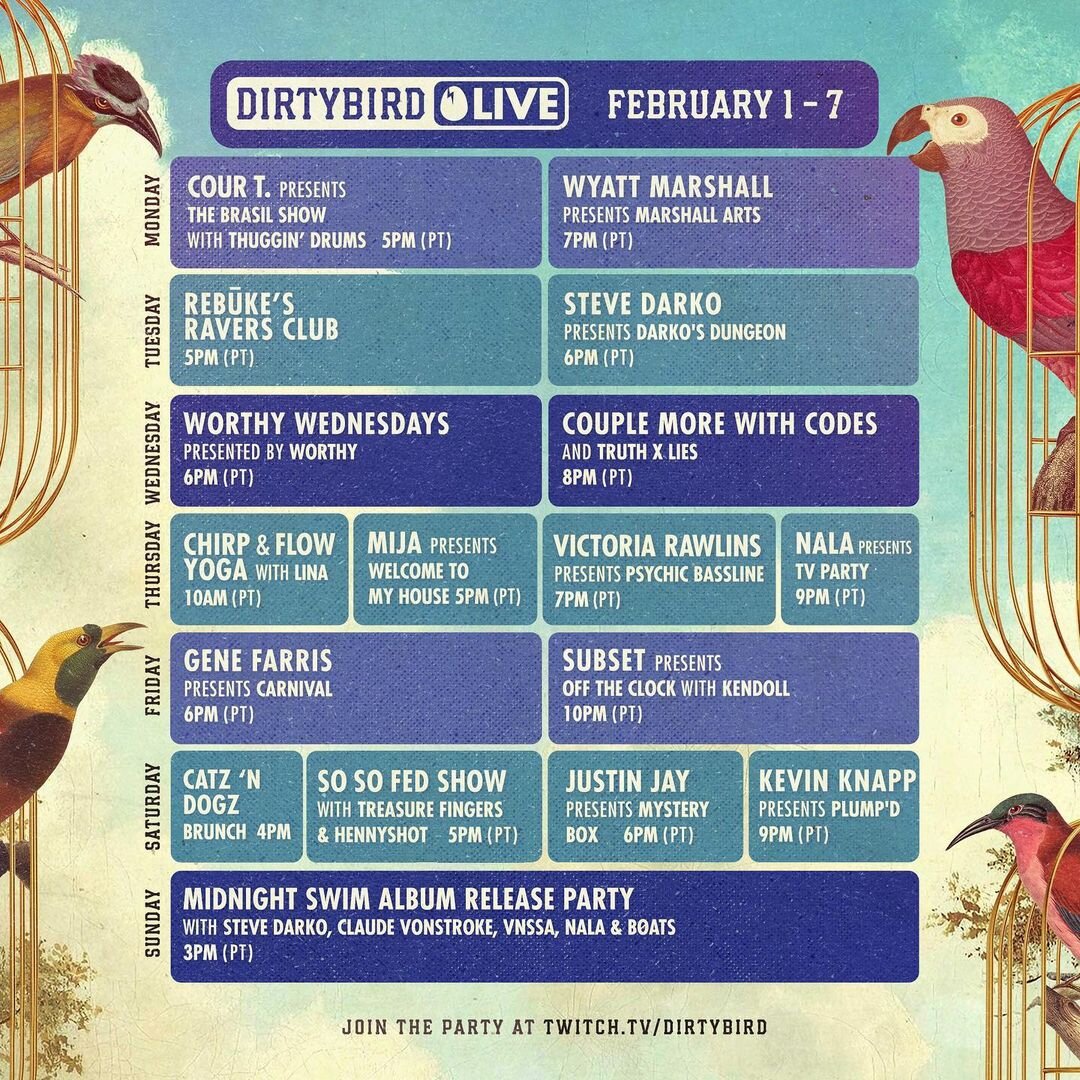 DIRTYBIRD LIVE FEBRUARY 1 - 7
MONDAY
COUR T. PRESENTS
THE BRASIL SHOW
WITH THUGGIN' DRUMS 5PM (PT)
WYATT MARSHALL
PRESENTS MARSHALL ARTS
7PM (PT)
TUESDAY
REBŪKE'S
RAVERS CLUB
5PM (PT)
STEVE DARKO
PRESENTS DARKO'S DUNGEON
6PM (PT)
WEDNESDAY
WORTHY WEDNESDAYS
PRESENTED BY WORTHY
6PM (PT)
COUPLE MORE WITH CODES
AND TRUTH X LIES
8PM (PT)
THURSDAY
CHIRP & FLOW
YOGA WITH LINA
10AM (PT)
MIJA PRESENTS
WELCOME TO
MY HOUSE 5PM (PT)
VICTORIA RAWLINS
PRESENTS PSYCHIC BASSLINE
7PM (PT)
NALA PRESENTS
TV PARTY
9PM (PT)
FRIDAY
GENE FARRIS
PRESENTS CARNIVAL
6PM (PT)
SUBSET PRESENTS
OFF THE CLOCK WITH KENDOLL
10PM (PT)
SATURDAY
CATZ 'N
DOGZ
BRUNCH 4PM
SO SO FED SHOW
WITH TREASURE FINGERS
& HENNYSHOT - 5PM (PT)
JUSTIN JAY
PRESENTS MYSTERY
BOX 6PM (PT)
KEVIN KNAPP
PRESENTS PLUMP'D
9PM (PT)
SUNDAY
MIDNIGHT SWIM ALBUM RELEASE PARTY
WITH STEVE DARKO, CLAUDE VONSTROKE, VNSSA, NALA & BØATS
3PM (PT)
JOIN THE PARTY AT TWITCH.TV/DIRTYBIRD